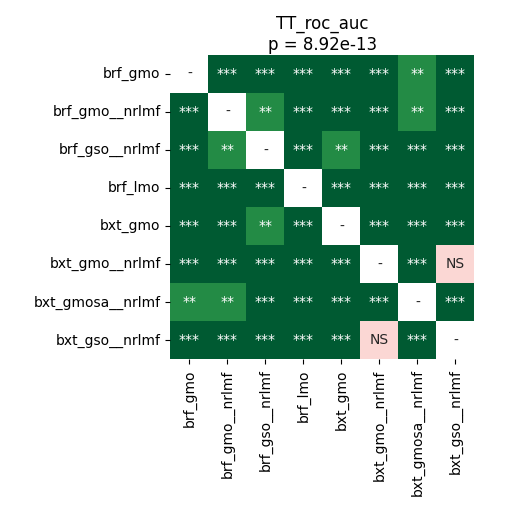 TT_roc_auc
p = 8.92e-13
brf_gmo - *** *** *** *** *** ** ***
brf_gmo__nrlmf *** - ** *** *** *** ** ***
brf_gso__nrlmf *** ** - *** ** *** *** ***
brf_lmo *** *** *** - *** *** *** ***
bxt_gmo *** *** ** *** - *** *** ***
bxt_gmo__nrlmf *** *** *** *** *** - *** NS
bxt_gmosa__nrlmf ** ** *** *** *** *** - ***
bxt_gso__nrlmf *** *** *** *** *** NS *** -
brf_gmo
brf_gmo__nrlmf
brf_gso__nrlmf
brf_lmo
bxt_gmo
bxt_gmo__nrlmf
bxt_gmosa__nrlmf
bxt_gso__nrlmf